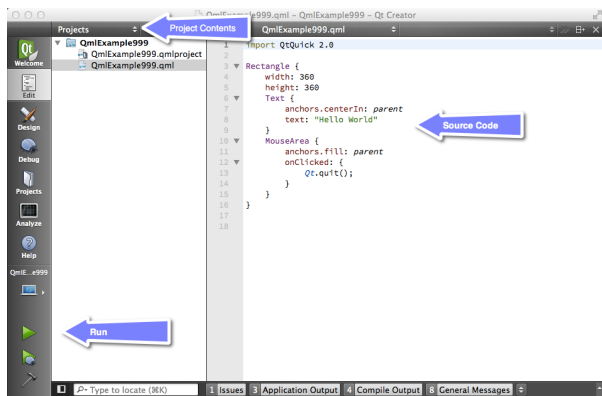 QmlExample999.qml – QmlExample999 – Qt Creator
Projects
Project Contents
QmlExample999.qml
QmlExample999
QmlExample999.qmlproject
QmlExample999.qml
Welcome
Edit
Design
Debug
Projects
Analyze
Help
QmlE...e999
1 import QtQuick 2.0
2
3 Rectangle {
4 width: 360
5 height: 360
6 Text {
7 anchors.centerIn: parent
8 text: "Hello World"
9 }
10 MouseArea {
11 anchors.fill: parent
12 onClicked: {
13 Qt.quit();
14 }
15 }
16 }
17
18
Source Code
Run
Type to locate (⌘K)
1 Issues 3 Application Output 4 Compile Output 8 General Messages